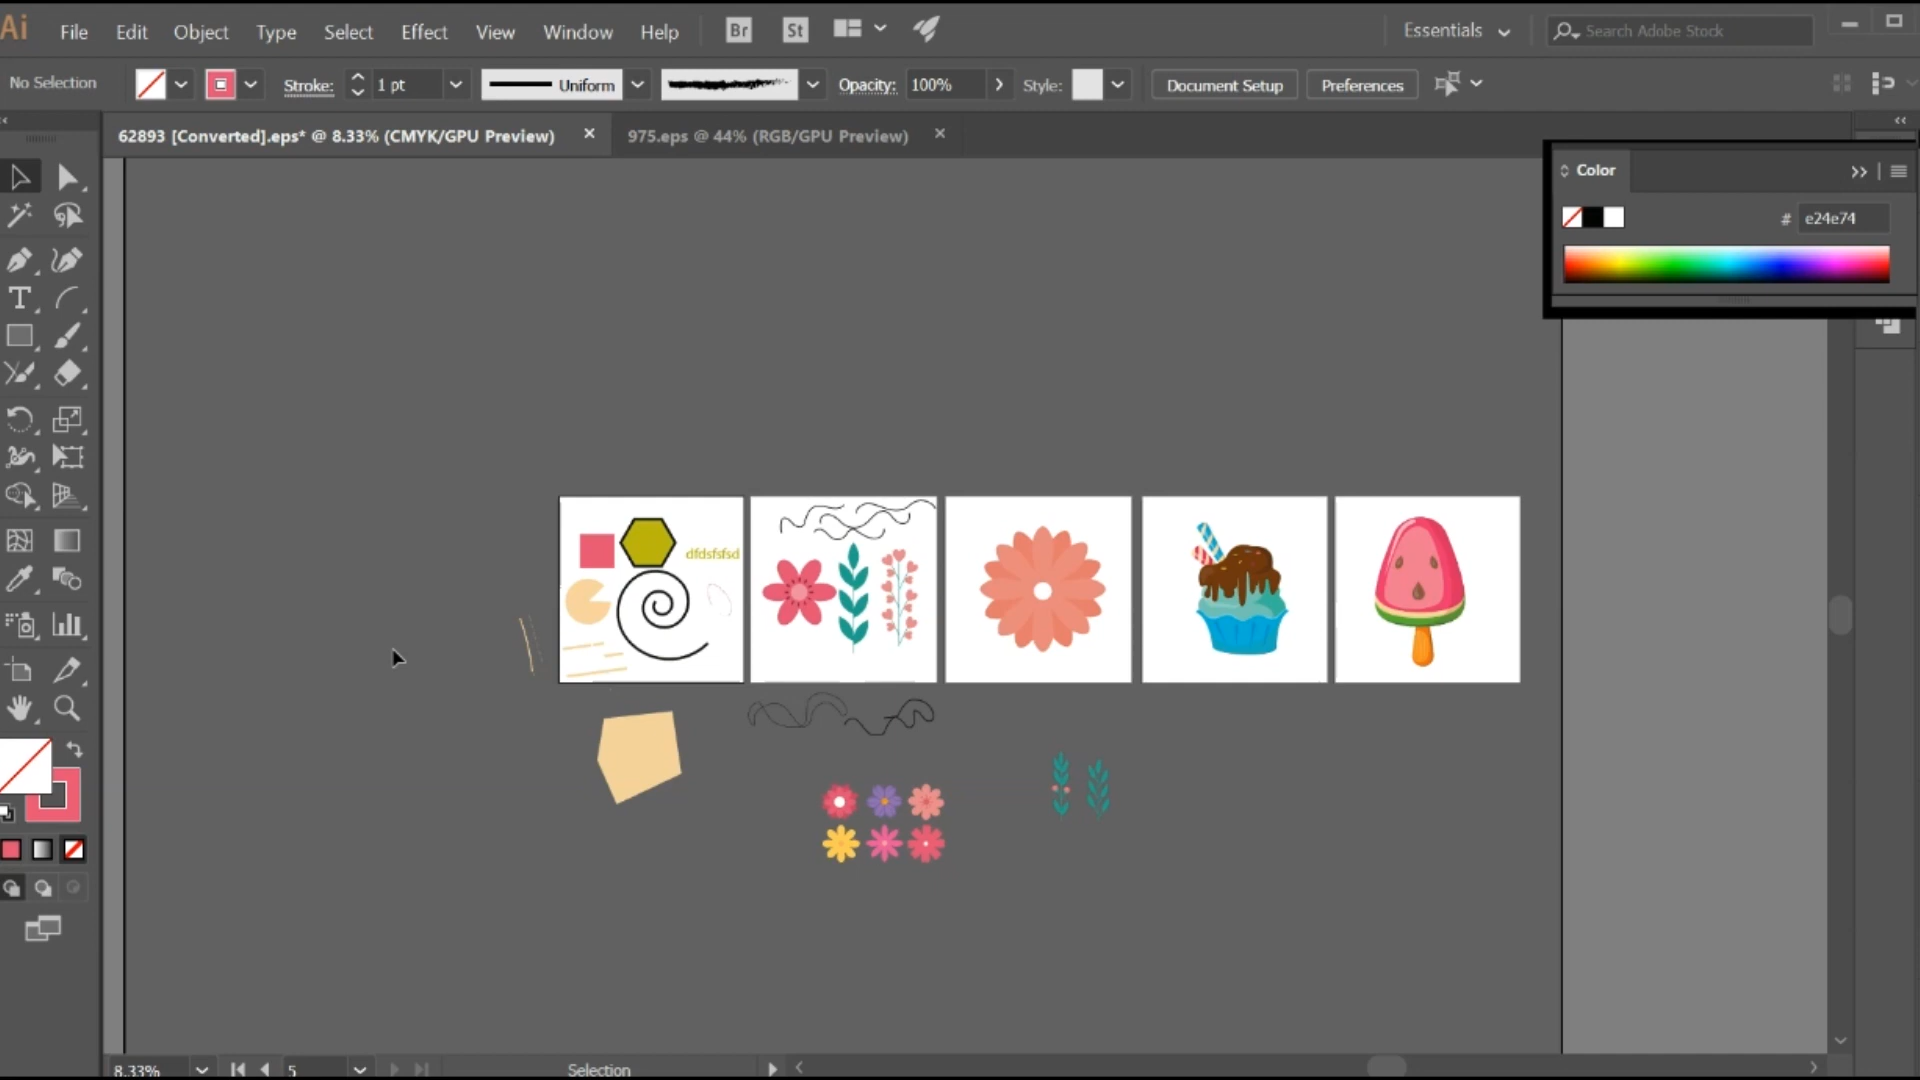 Ai File Edit Object Type Select Effect View Window Help Br St Essentials Search Adobe Stock
No Selection Stroke: 1 pt Uniform Opacity: 100% Style: Document Setup Preferences
62893 [Converted].eps* @ 8.33% (CMYK/GPU Preview) × 975.eps @ 44% (RGB/GPU Preview) ×
Color
# e24e74
dfdsfsfsd
8.33% 5 Selection